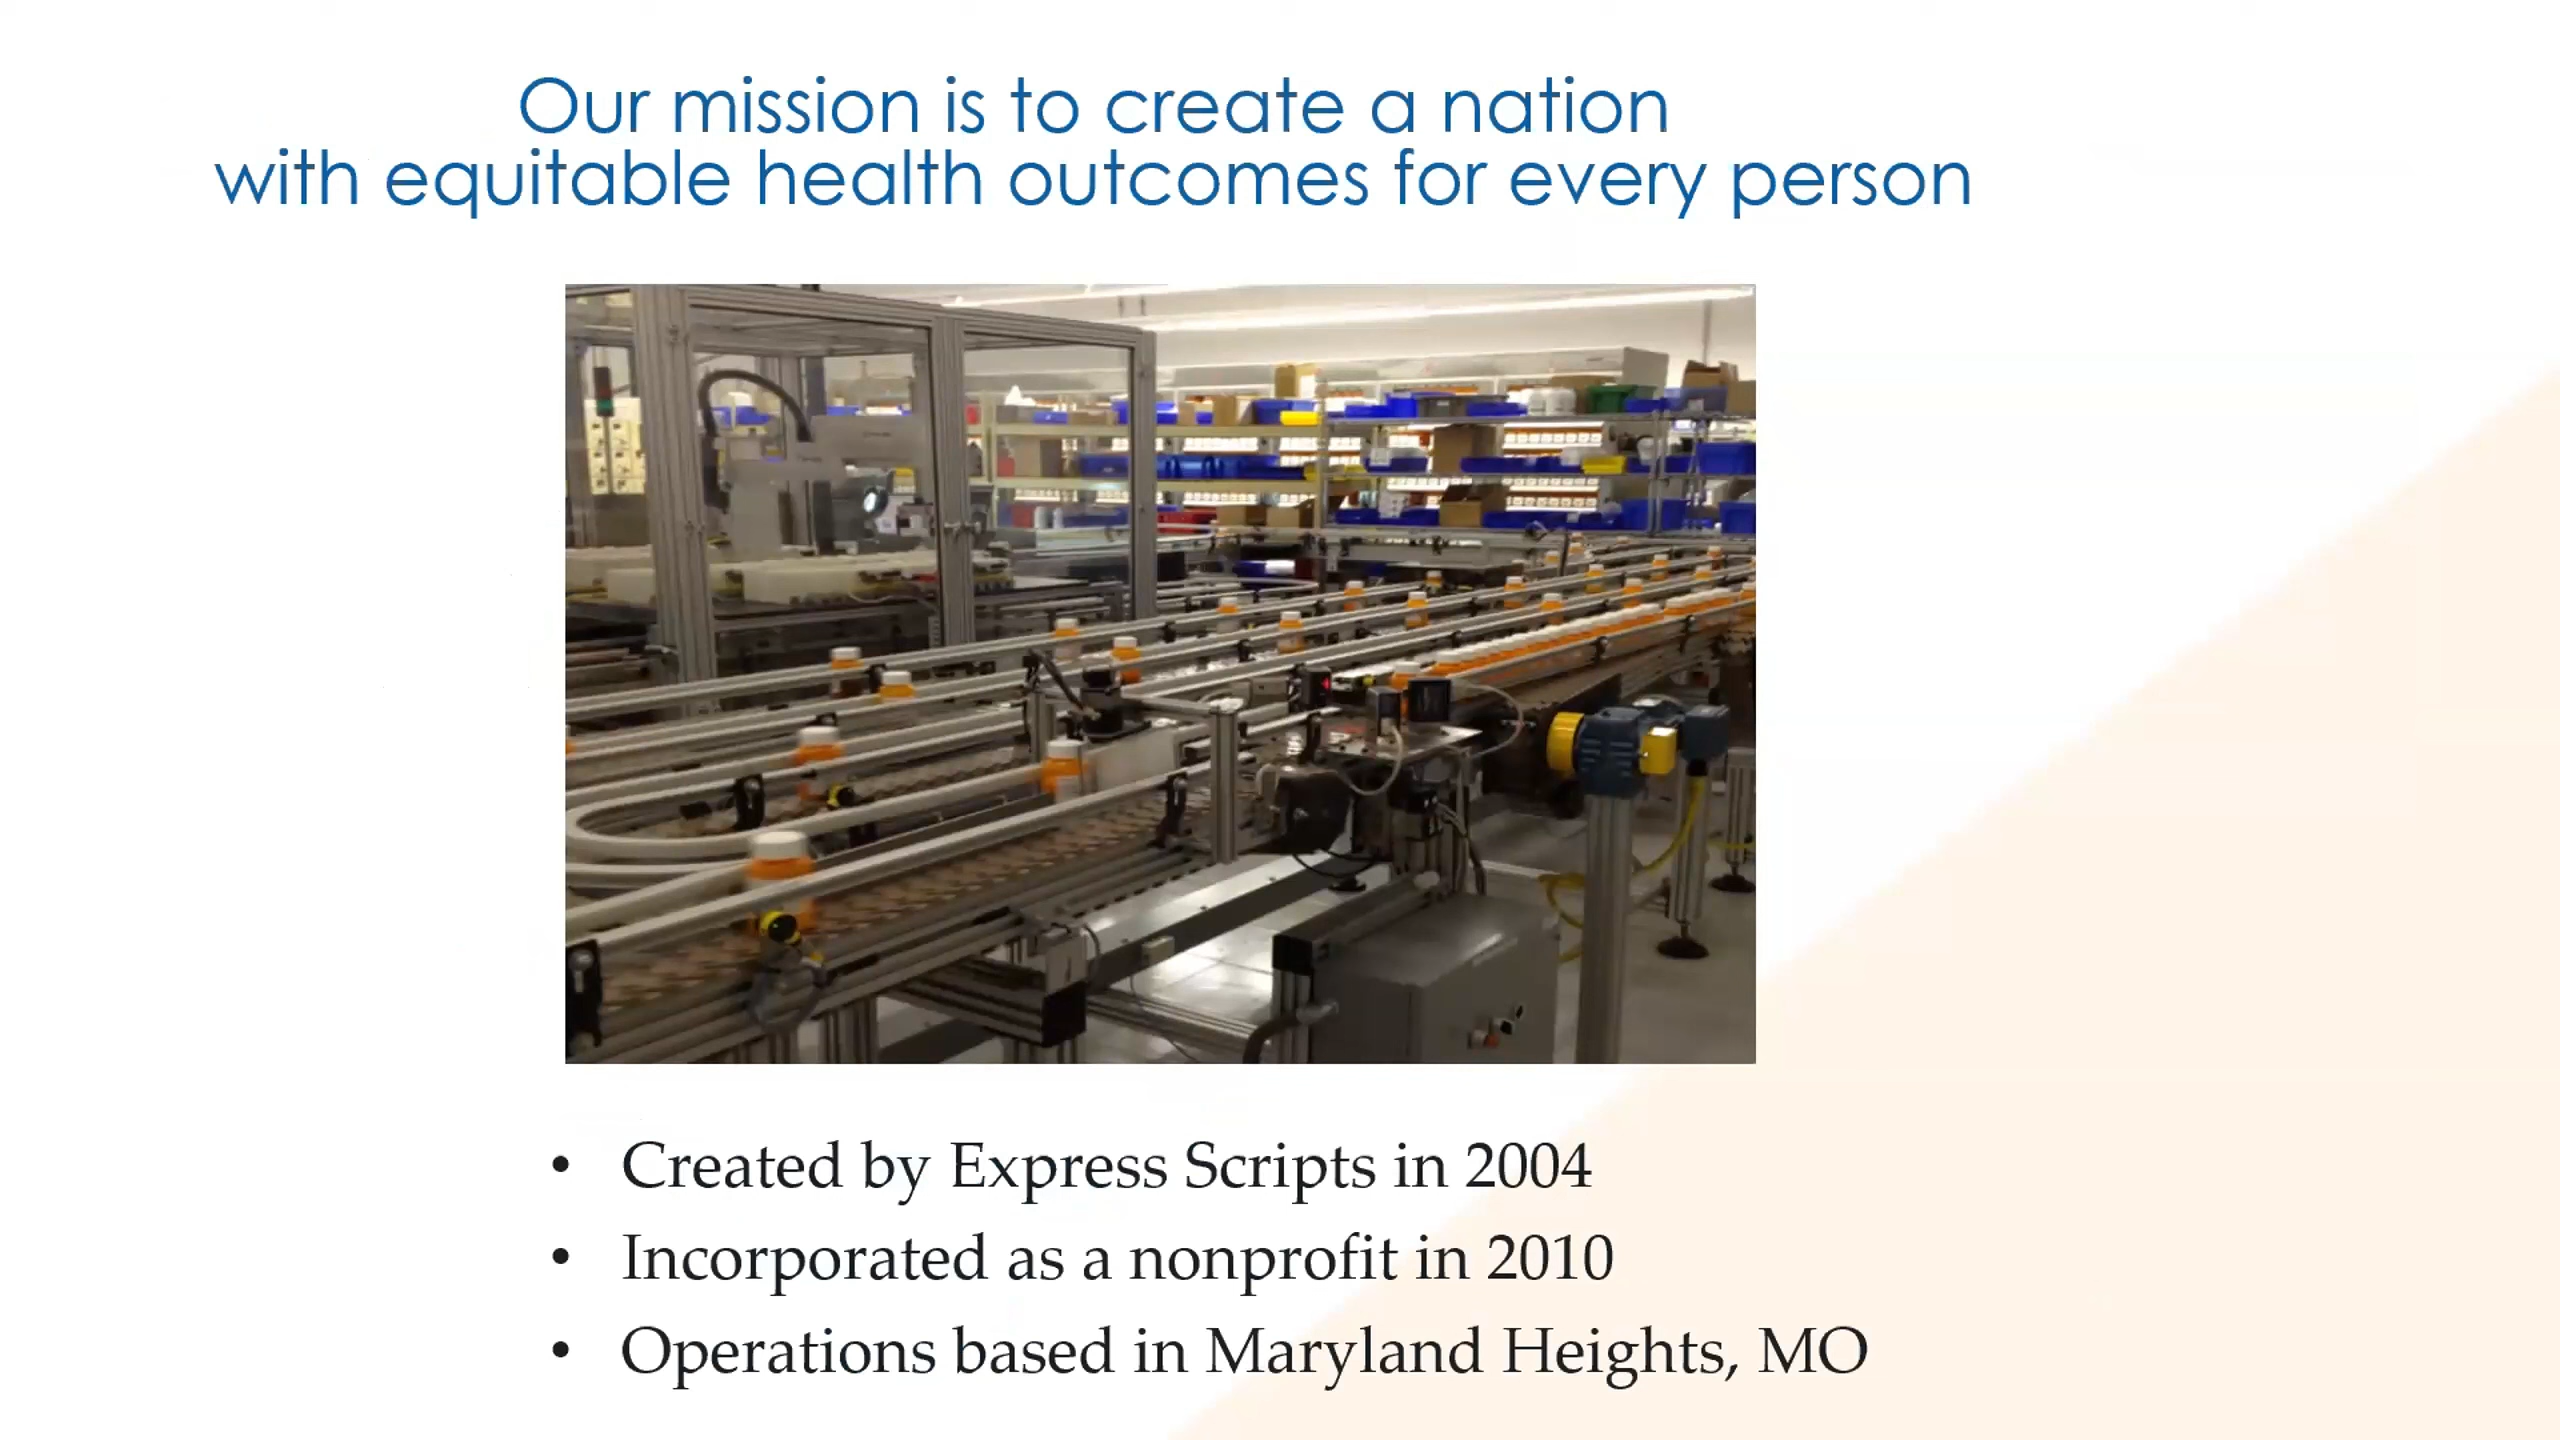 Our mission is to create a nation
with equitable health outcomes for every person
• Created by Express Scripts in 2004
• Incorporated as a nonprofit in 2010
• Operations based in Maryland Heights, MO